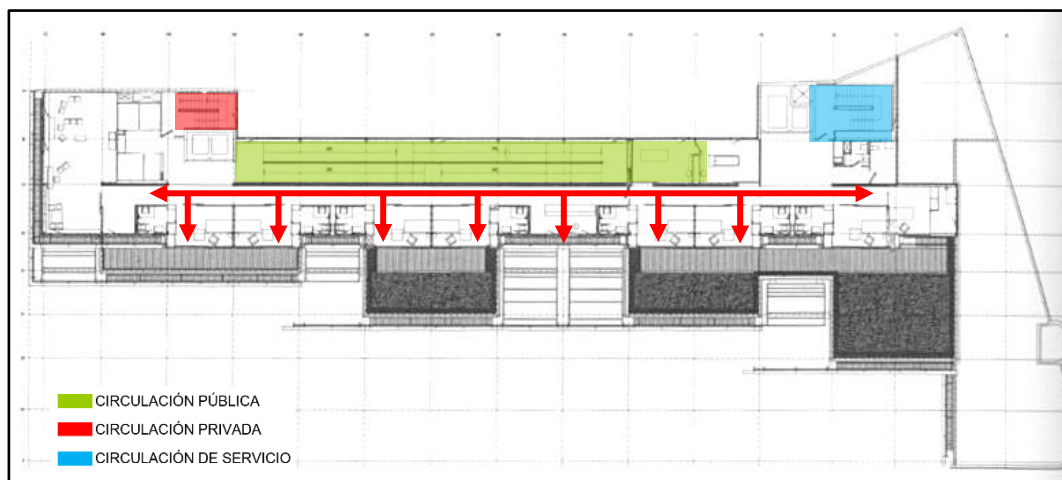 CIRCULACIÓN PÚBLICA
CIRCULACIÓN PRIVADA
CIRCULACIÓN DE SERVICIO